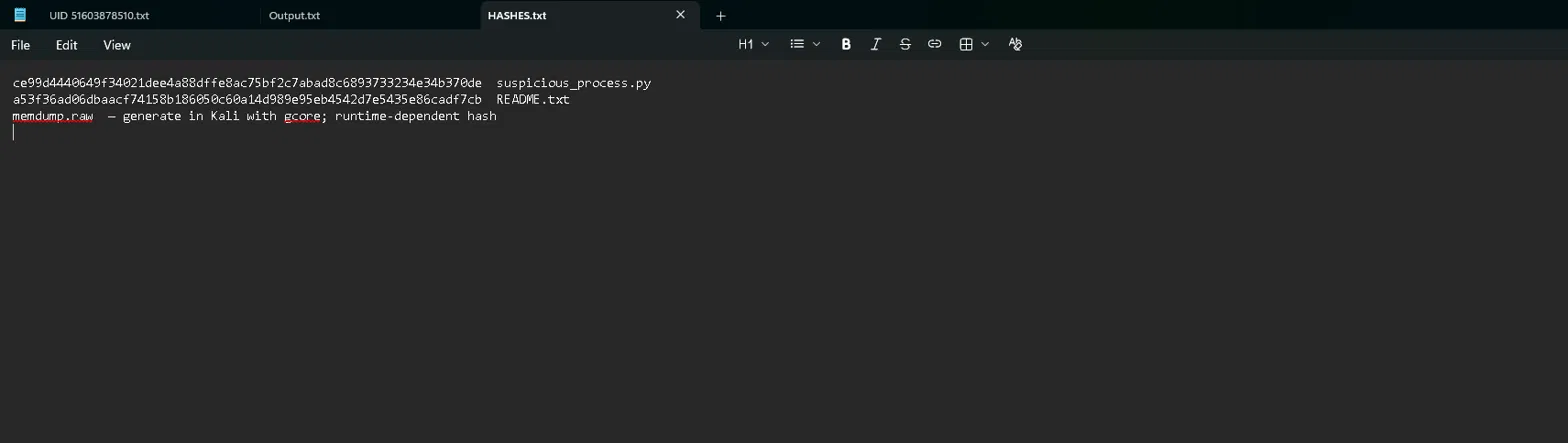 UID 51603878510.txt Output.txt HASHES.txt
File Edit View H1 B I S
ce99d4440649f34021dee4a88dffe8ac75bf2c7abad8c6893733234e34b370de suspicious_process.py
a53f36ad06dbaacf74158b186050c60a14d989e95eb4542d7e5435e86cadf7cb README.txt
memdump.raw — generate in Kali with gcore; runtime-dependent hash